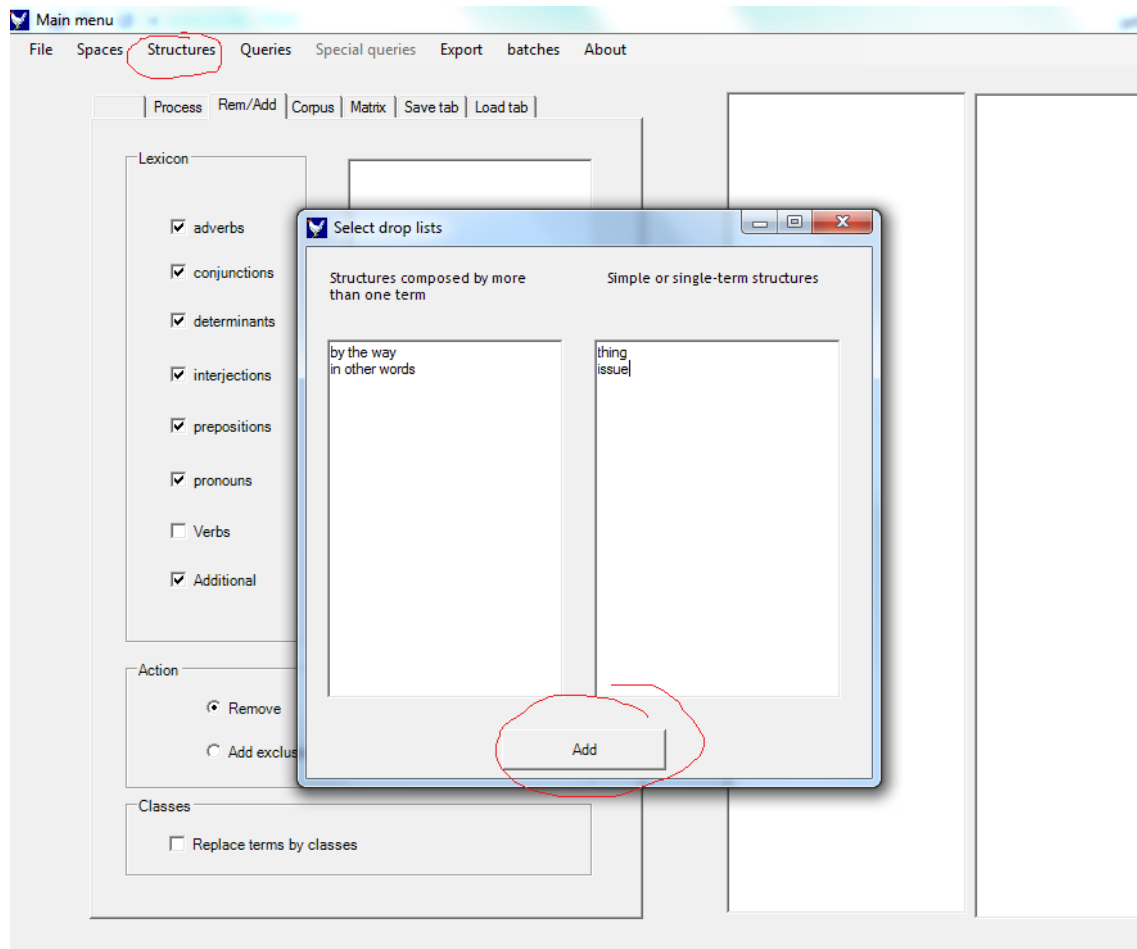 Main menu
File Spaces Structures Queries Special queries Export batches About
Process Rem/Add Corpus Matrix Save tab Load tab
Lexicon
adverbs
conjunctions
determinants
interjections
prepositions
pronouns
Verbs
Additional
Action
Remove
Add exclus
Classes
Replace terms by classes
Select drop lists
Structures composed by more
than one term
by the way
in other words
Simple or single-term structures
thing
issue
Add